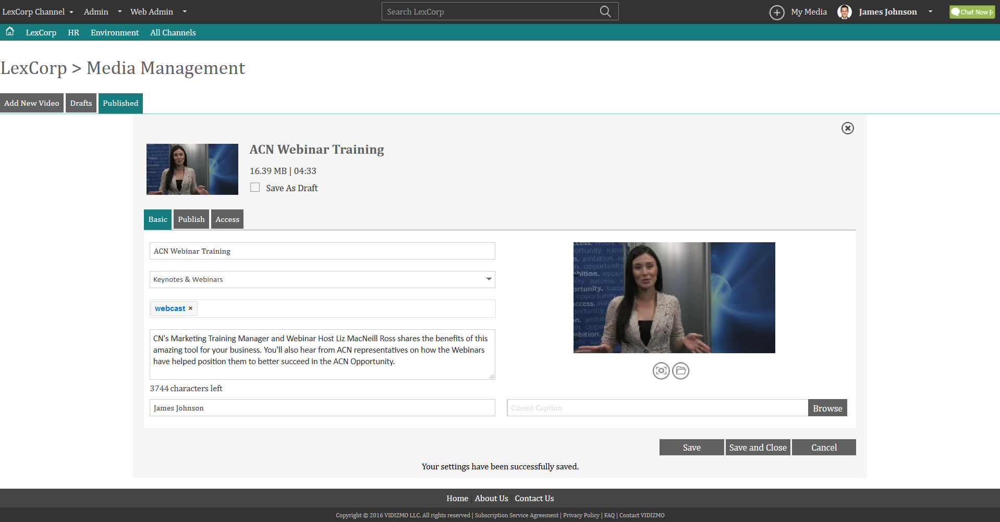 LexCorp Channel Admin Web Admin Search LexCorp My Media James Johnson Chat Now
LexCorp HR Environment All Channels
LexCorp > Media Management
Add New Video Drafts Published
ACN Webinar Training
16.39 MB | 04:33
Save As Draft
Basic Publish Access
ACN Webinar Training
Keynotes & Webinars
webcast ×
CN's Marketing Training Manager and Webinar Host Liz MacNeill Ross shares the benefits of this
amazing tool for your business. You'll also hear from ACN representatives on how the Webinars
have helped position them to better succeed in the ACN Opportunity.
3744 characters left
James Johnson
Closed Caption Browse
Save Save and Close Cancel
Your settings have been successfully saved.
Home | About Us | Contact Us
Copyright © 2016 VIDIZMO LLC. All rights reserved | Subscription Service Agreement | Privacy Policy | FAQ | Contact VIDIZMO